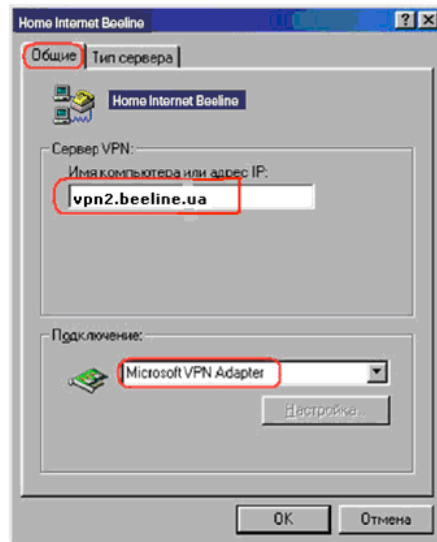 Home Internet Beeline
Общие Тип сервера
Home Internet Beeline
Сервер VPN:
Имя компьютера или адрес IP:
vpn2.beeline.ua
Подключение:
Microsoft VPN Adapter
Настройка...
OK Отмена